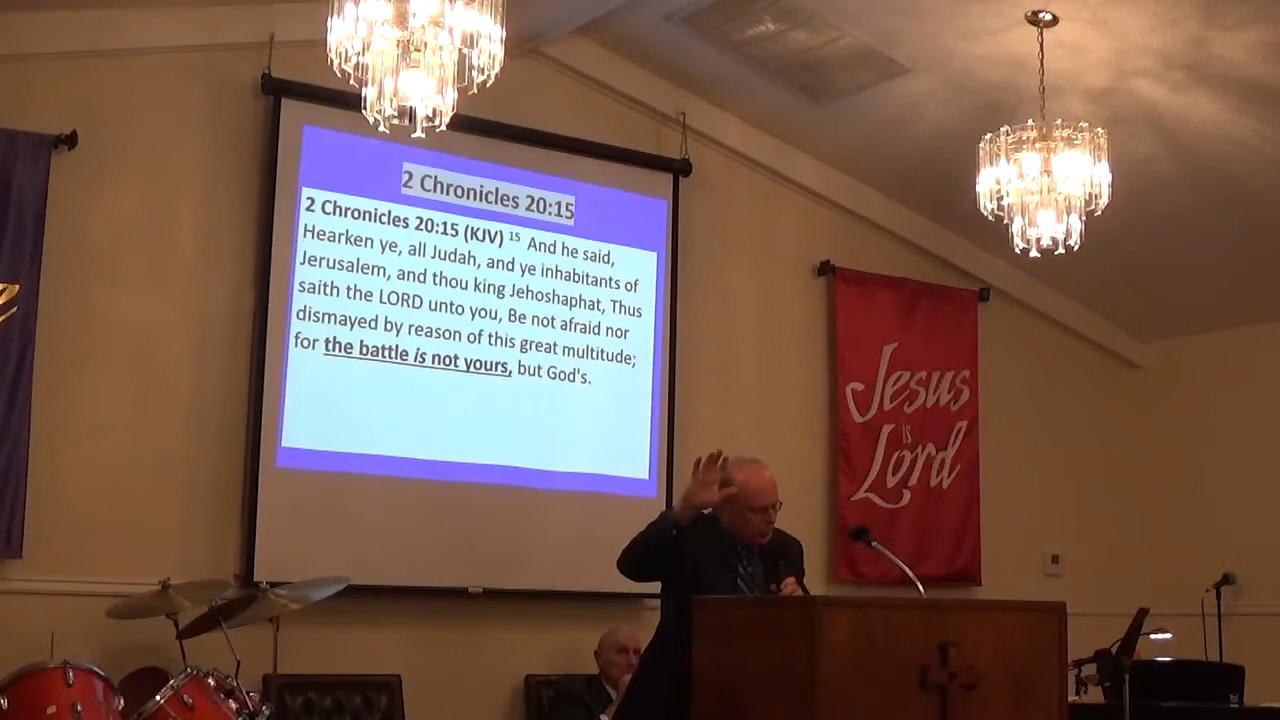 2 Chronicles 20:15
2 Chronicles 20:15 (KJV) 15 And he said,
Hearken ye, all Judah, and ye inhabitants of
Jerusalem, and thou king Jehoshaphat, Thus
saith the LORD unto you, Be not afraid nor
dismayed by reason of this great multitude;
for the battle is not yours, but God's.
Jesus
is
Lord